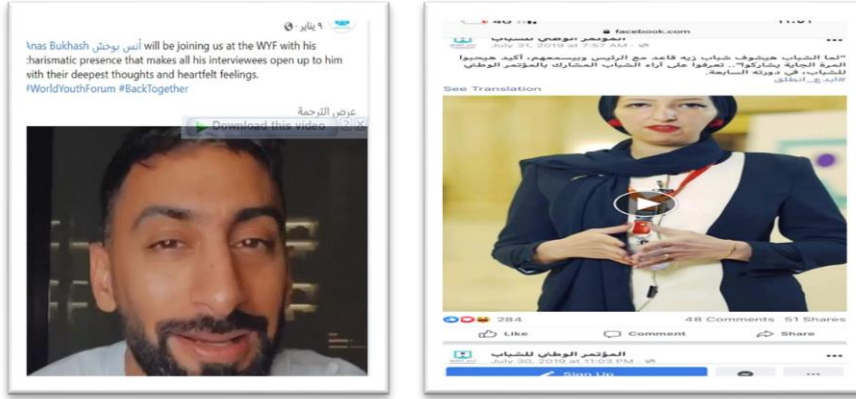 ٩ يناير
Anas Bukhash أنس بوخش will be joining us at the WYF with his
charismatic presence that makes all his interviewees open up to him
with their deepest thoughts and heartfelt feelings.
#WorldYouthForum #BackTogether
عرض الترجمة
Download this video
facebook.com
المؤتمر الوطني للشباب
July 31, 2019 at 7:57 AM
"لما الشباب هيشوف شباب زيه قاعد مع الرئيس وبيسمعهم، أكيد هيحبوا
المرة الجاية يشاركوا".. تعرفوا على آراء الشباب المشارك بالمؤتمر الوطني
للشباب، في دورته السابعة.
#ابدع_انطلق
See Translation
284
48 Comments 51 Shares
Like Comment Share
المؤتمر الوطني للشباب
July 30, 2019 at 11:03 PM
Sign Up